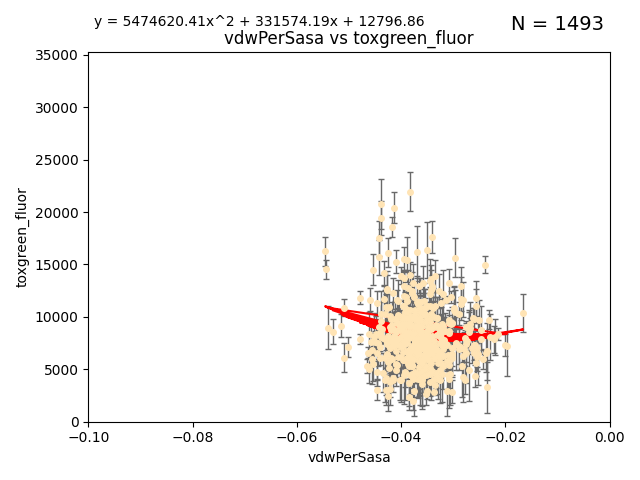 y = 5474620.41x^2 + 331574.19x + 12796.86
N = 1493
vdwPerSasa vs toxgreen_fluor
35000
30000
25000
20000
15000
10000
5000
0
toxgreen_fluor
−0.10
−0.08
−0.06
−0.04
−0.02
0.00
vdwPerSasa